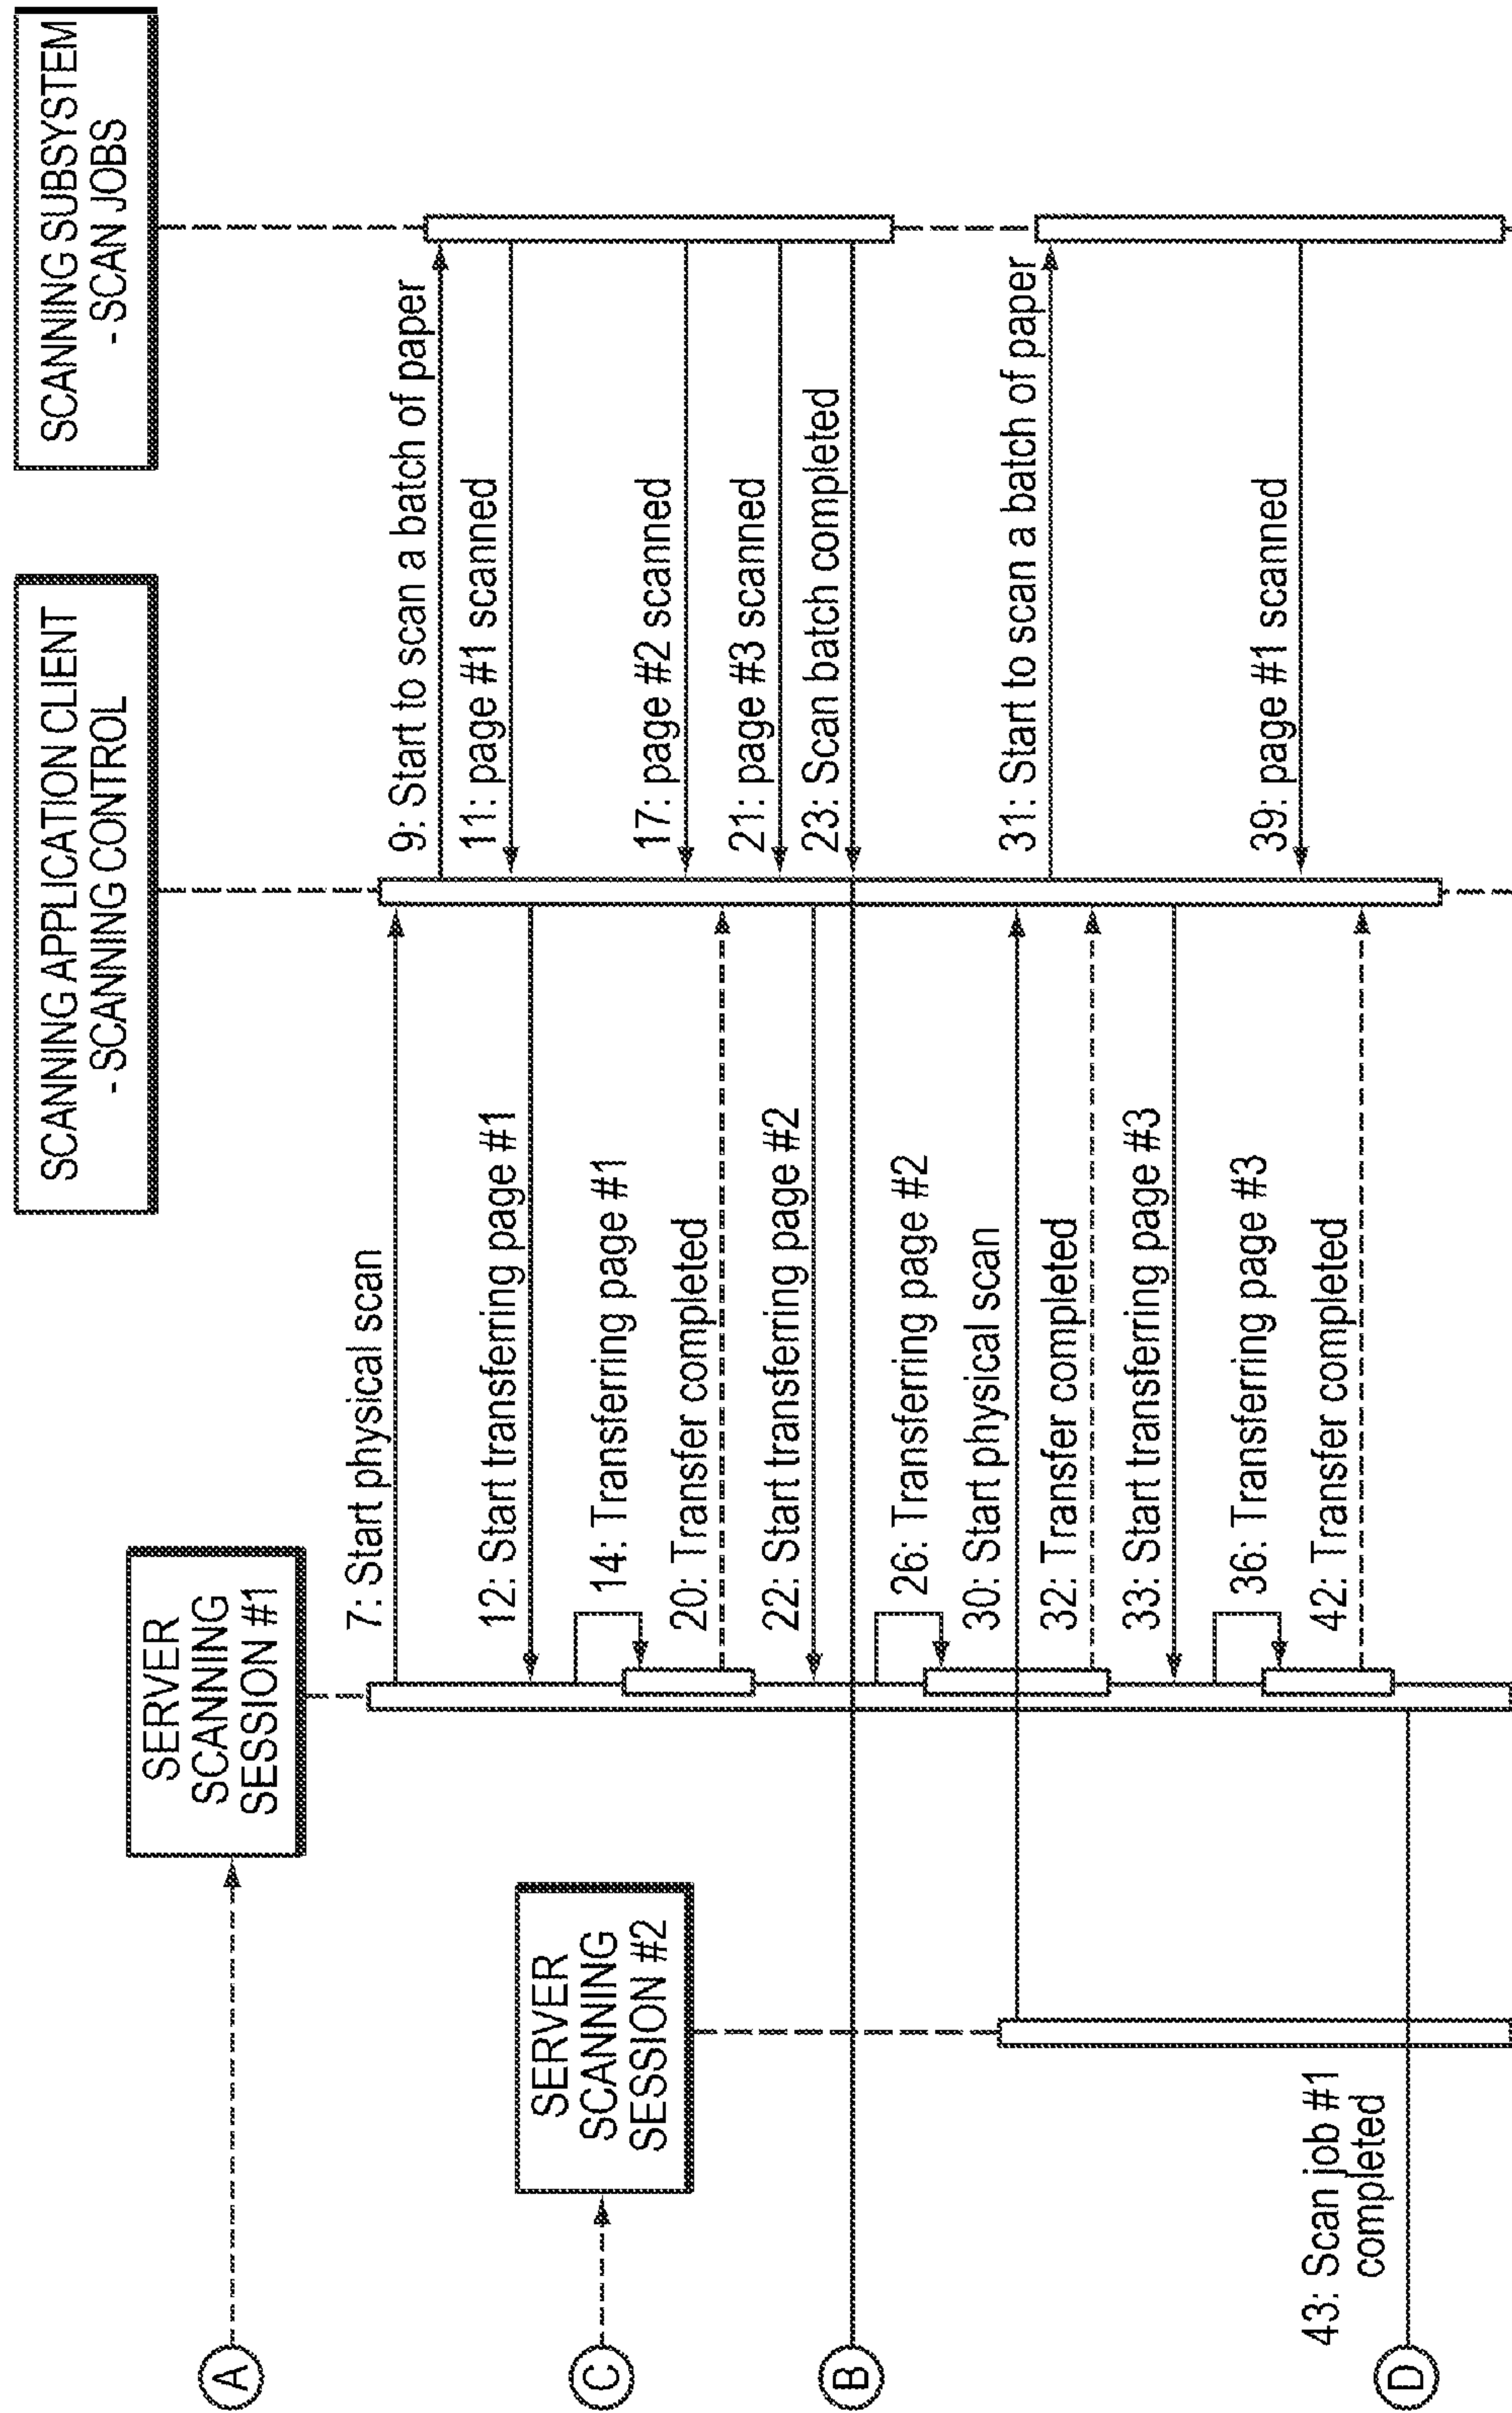 SCANNING SUBSYSTEM
- SCAN JOBS
SCANNING APPLICATION CLIENT
- SCANNING CONTROL
SERVER
SCANNING
SESSION #1
SERVER
SCANNING
SESSION #2
A
C
B
D
7: Start physical scan
9: Start to scan a batch of paper
11: page #1 scanned
12: Start transferring page #1
14: Transferring page #1
17: page #2 scanned
20: Transfer completed
21: page #3 scanned
22: Start transferring page #2
23: Scan batch completed
26: Transferring page #2
30: Start physical scan
31: Start to scan a batch of paper
32: Transfer completed
33: Start transferring page #3
36: Transferring page #3
39: page #1 scanned
42: Transfer completed
43: Scan job #1
completed